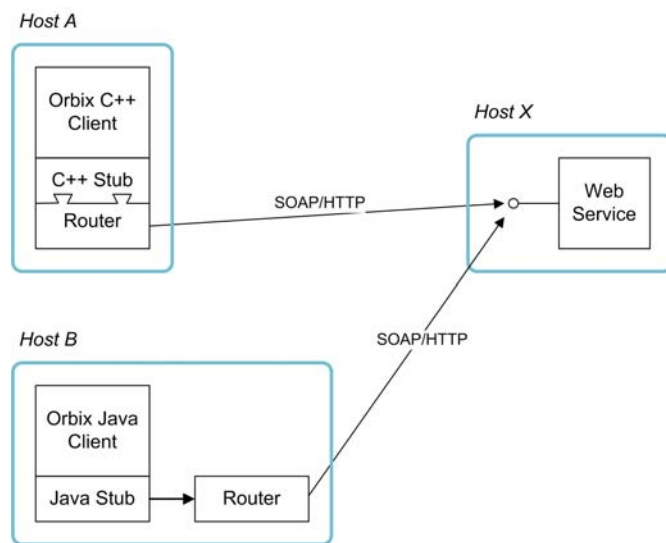 Host A
Orbix C++
Client
C++ Stub
Router
SOAP/HTTP
Host X
Web
Service
Host B
SOAP/HTTP
Orbix Java
Client
Java Stub
Router